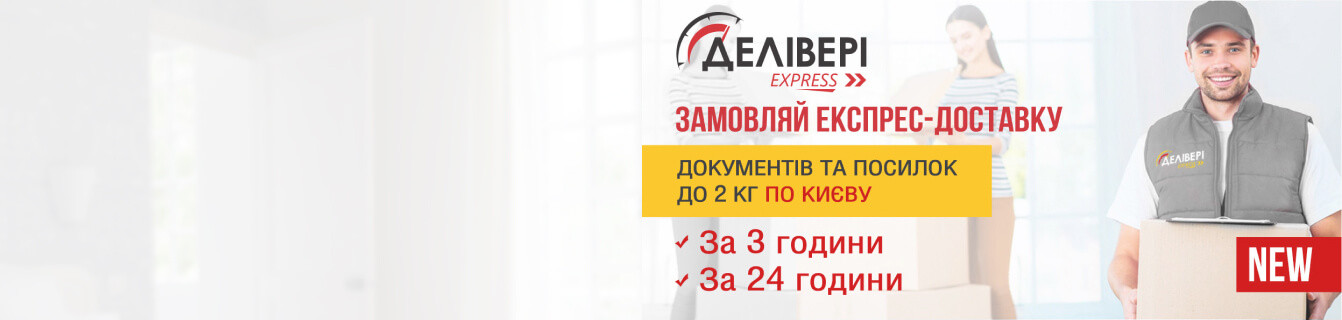 ДЕЛІВЕРІ
EXPRESS
ЗАМОВЛЯЙ ЕКСПРЕС-ДОСТАВКУ
ДОКУМЕНТІВ ТА ПОСИЛОК
ДО 2 КГ ПО КИЄВУ
За 3 години
За 24 години
ДЕЛІВЕРІ
NEW